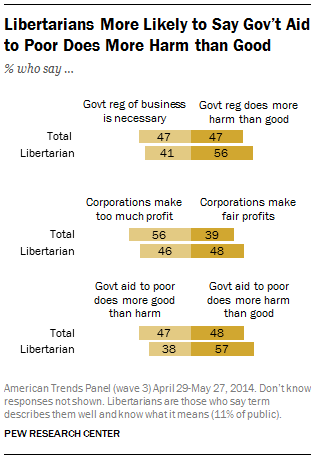 Libertarians More Likely to Say Gov't Aid
to Poor Does More Harm than Good
% who say ...
Govt reg of business
is necessary
Govt reg does more
harm than good
Total 47 47
Libertarian 41 56
Corporations make
too much profit
Corporations make
fair profits
Total 56 39
Libertarian 46 48
Govt aid to poor
does more good
than harm
Govt aid to poor
does more harm
than good
Total 47 48
Libertarian 38 57
American Trends Panel (wave 3) April 29-May 27, 2014. Don't know
responses not shown. Libertarians are those who say term
describes them well and know what it means (11% of public).
PEW RESEARCH CENTER